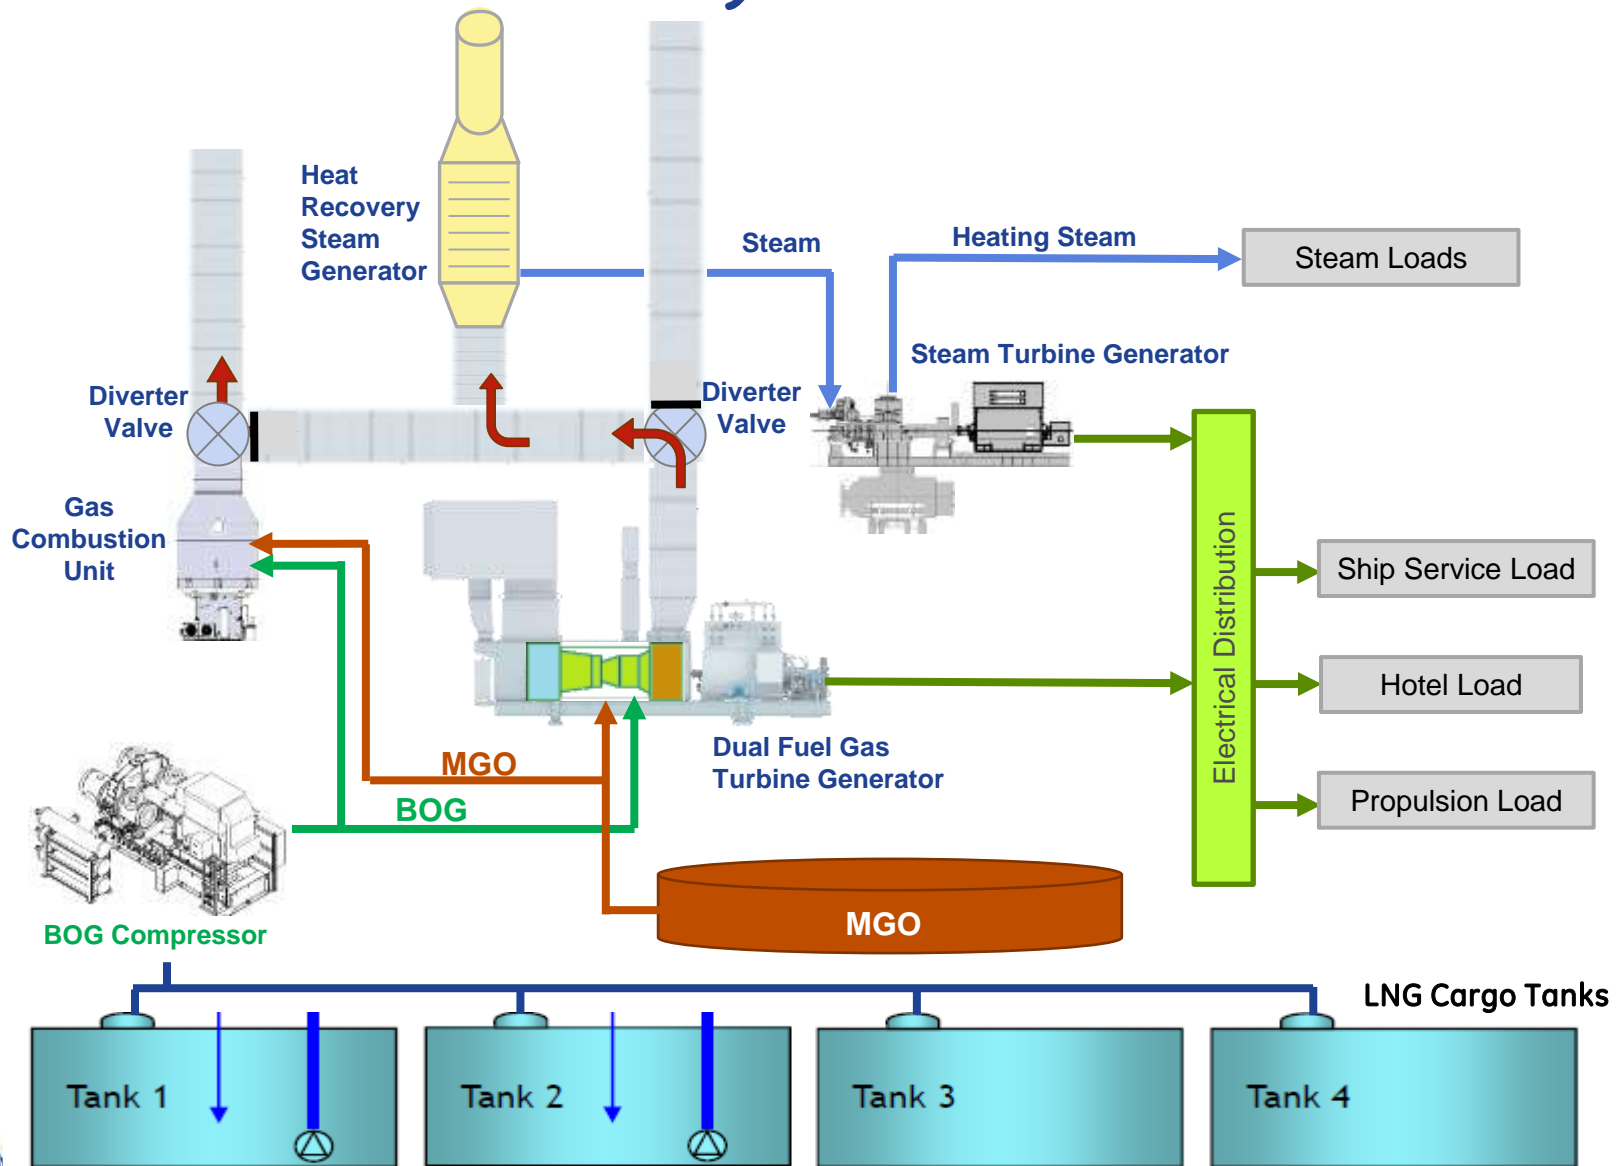 Heat
Recovery
Steam
Generator
Steam
Heating Steam
Steam Loads
Steam Turbine Generator
Diverter
Valve
Diverter
Valve
Gas
Combustion
Unit
Electrical Distribution
Ship Service Load
Hotel Load
Propulsion Load
MGO
BOG
Dual Fuel Gas
Turbine Generator
BOG Compressor
MGO
LNG Cargo Tanks
Tank 1
Tank 2
Tank 3
Tank 4